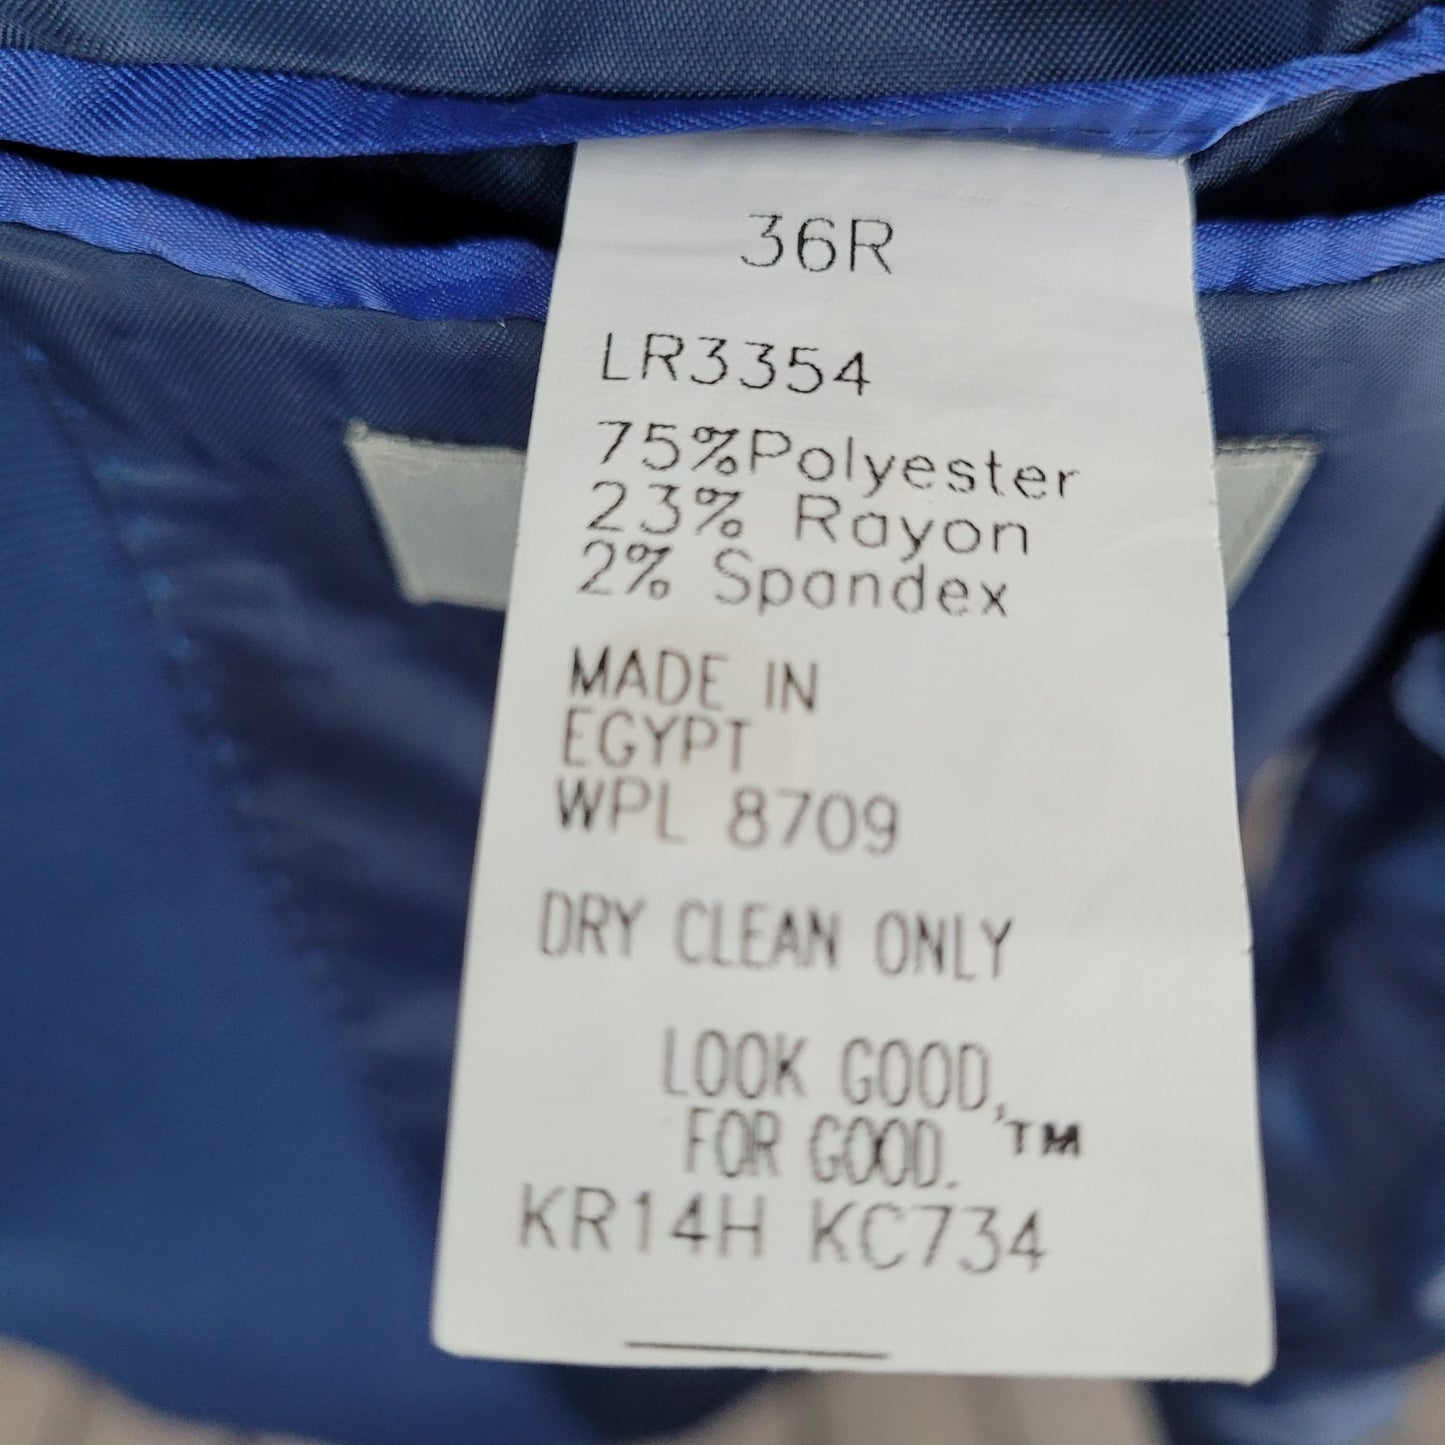 36R
LR3354
75%Polyester
23% Rayon
2% Spandex
MADE IN
EGYPT
WPL 8709
DRY CLEAN ONLY
LOOK GOOD,
FOR GOOD.™
KR14H KC734